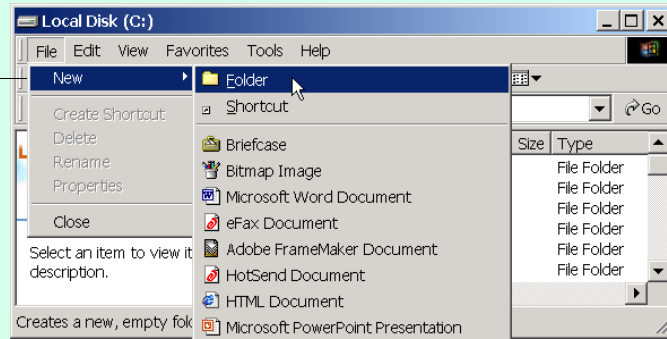 Local Disk (C:)
File Edit View Favorites Tools Help
New
Folder
Create Shortcut
Shortcut
Go
Delete
Briefcase
Size Type
Rename
Bitmap Image
File Folder
Properties
Microsoft Word Document
File Folder
Close
eFax Document
File Folder
Select an item to view it
Adobe FrameMaker Document
File Folder
description.
HotSend Document
File Folder
HTML Document
File Folder
Creates a new, empty fol
Microsoft PowerPoint Presentation